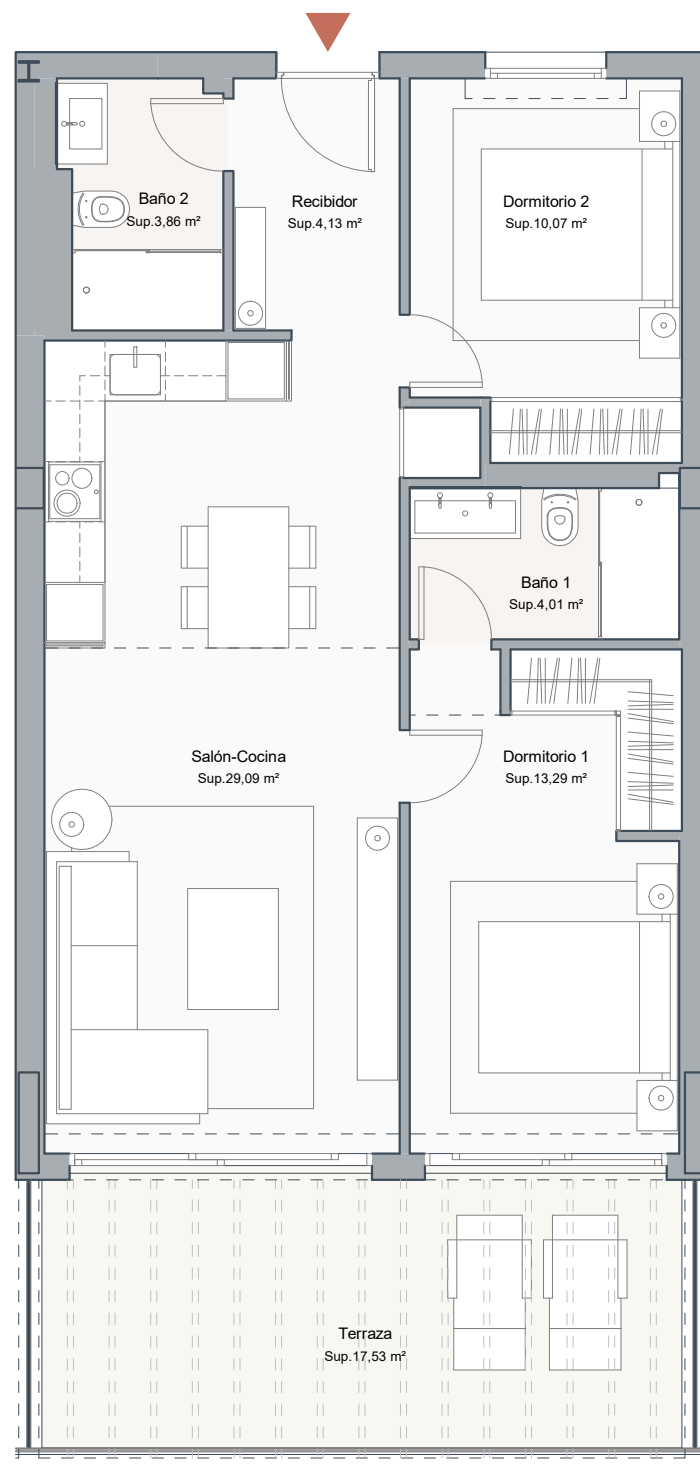 Baño 2
Sup.3,86 m²
Recibidor
Sup.4,13 m²
Dormitorio 2
Sup.10,07 m²
Baño 1
Sup.4,01 m²
Salón-Cocina
Sup.29,09 m²
Dormitorio 1
Sup.13,29 m²
Terraza
Sup.17,53 m²